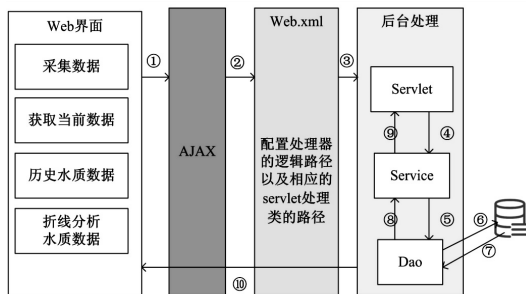 Web界面
采集数据
获取当前数据
历史水质数据
折线分析
水质数据
①
AJAX
②
Web.xml
配置处理器
的逻辑路径
以及相应的
servlet处理
类的路径
③
后台处理
Servlet
⑨
④
Service
⑧
⑤
Dao
⑥
⑦
⑩